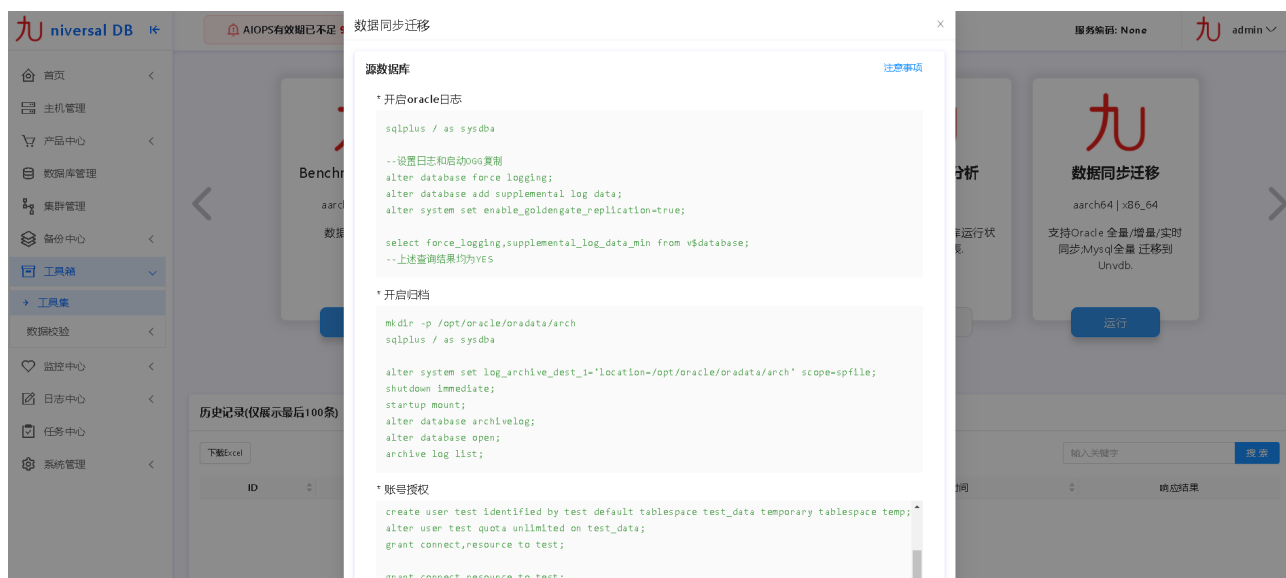 niversal DB
AIOPS有效期已不足
服务编码: None
admin
首页
主机管理
产品中心
数据库管理
集群管理
备份中心
工具箱
工具集
数据校验
监控中心
日志中心
任务中心
系统管理
Benchm
aarc
数据
数据同步迁移
源数据库
注意事项
* 开启oracle日志
sqlplus / as sysdba
--设置日志和启动OGG复制
alter database force logging;
alter database add supplemental log data;
alter system set enable_goldengate_replication=true;
select force_logging,supplemental_log_data_min from v$database;
--上述查询结果均为YES
* 开启归档
mkdir -p /opt/oracle/oradata/arch
sqlplus / as sysdba
alter system set log_archive_dest_1='location=/opt/oracle/oradata/arch' scope=spfile;
shutdown immediate;
startup mount;
alter database archivelog;
alter database open;
archive log list;
* 账号授权
create user test identified by test default tablespace test_data temporary tablespace temp;
alter user test quota unlimited on test_data;
grant connect,resource to test;
grant connect,resource to test;
分析
库运行状
数据同步迁移
aarch64 | x86_64
支持Oracle 全量/增量/实时
同步;Mysql全量 迁移到
Unvdb.
运行
历史记录(仅展示最后100条)
下载Excel
输入关键字
搜 索
ID
时间
响应结果